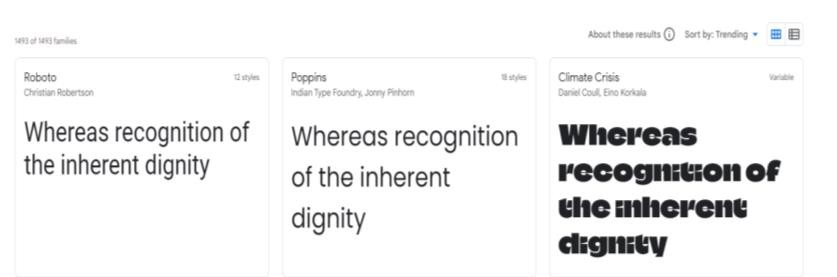 About these results Sort by: Trending
1493 of 1493 families
Roboto 12 styles
Christian Robertson
Whereas recognition of
the inherent dignity
Poppins 18 styles
Indian Type Foundry, Jonny Pinhorn
Whereas recognition
of the inherent
dignity
Climate Crisis Variable
Daniel Coull, Eino Korkala
Whereas
recognition of
the inherent
dignity